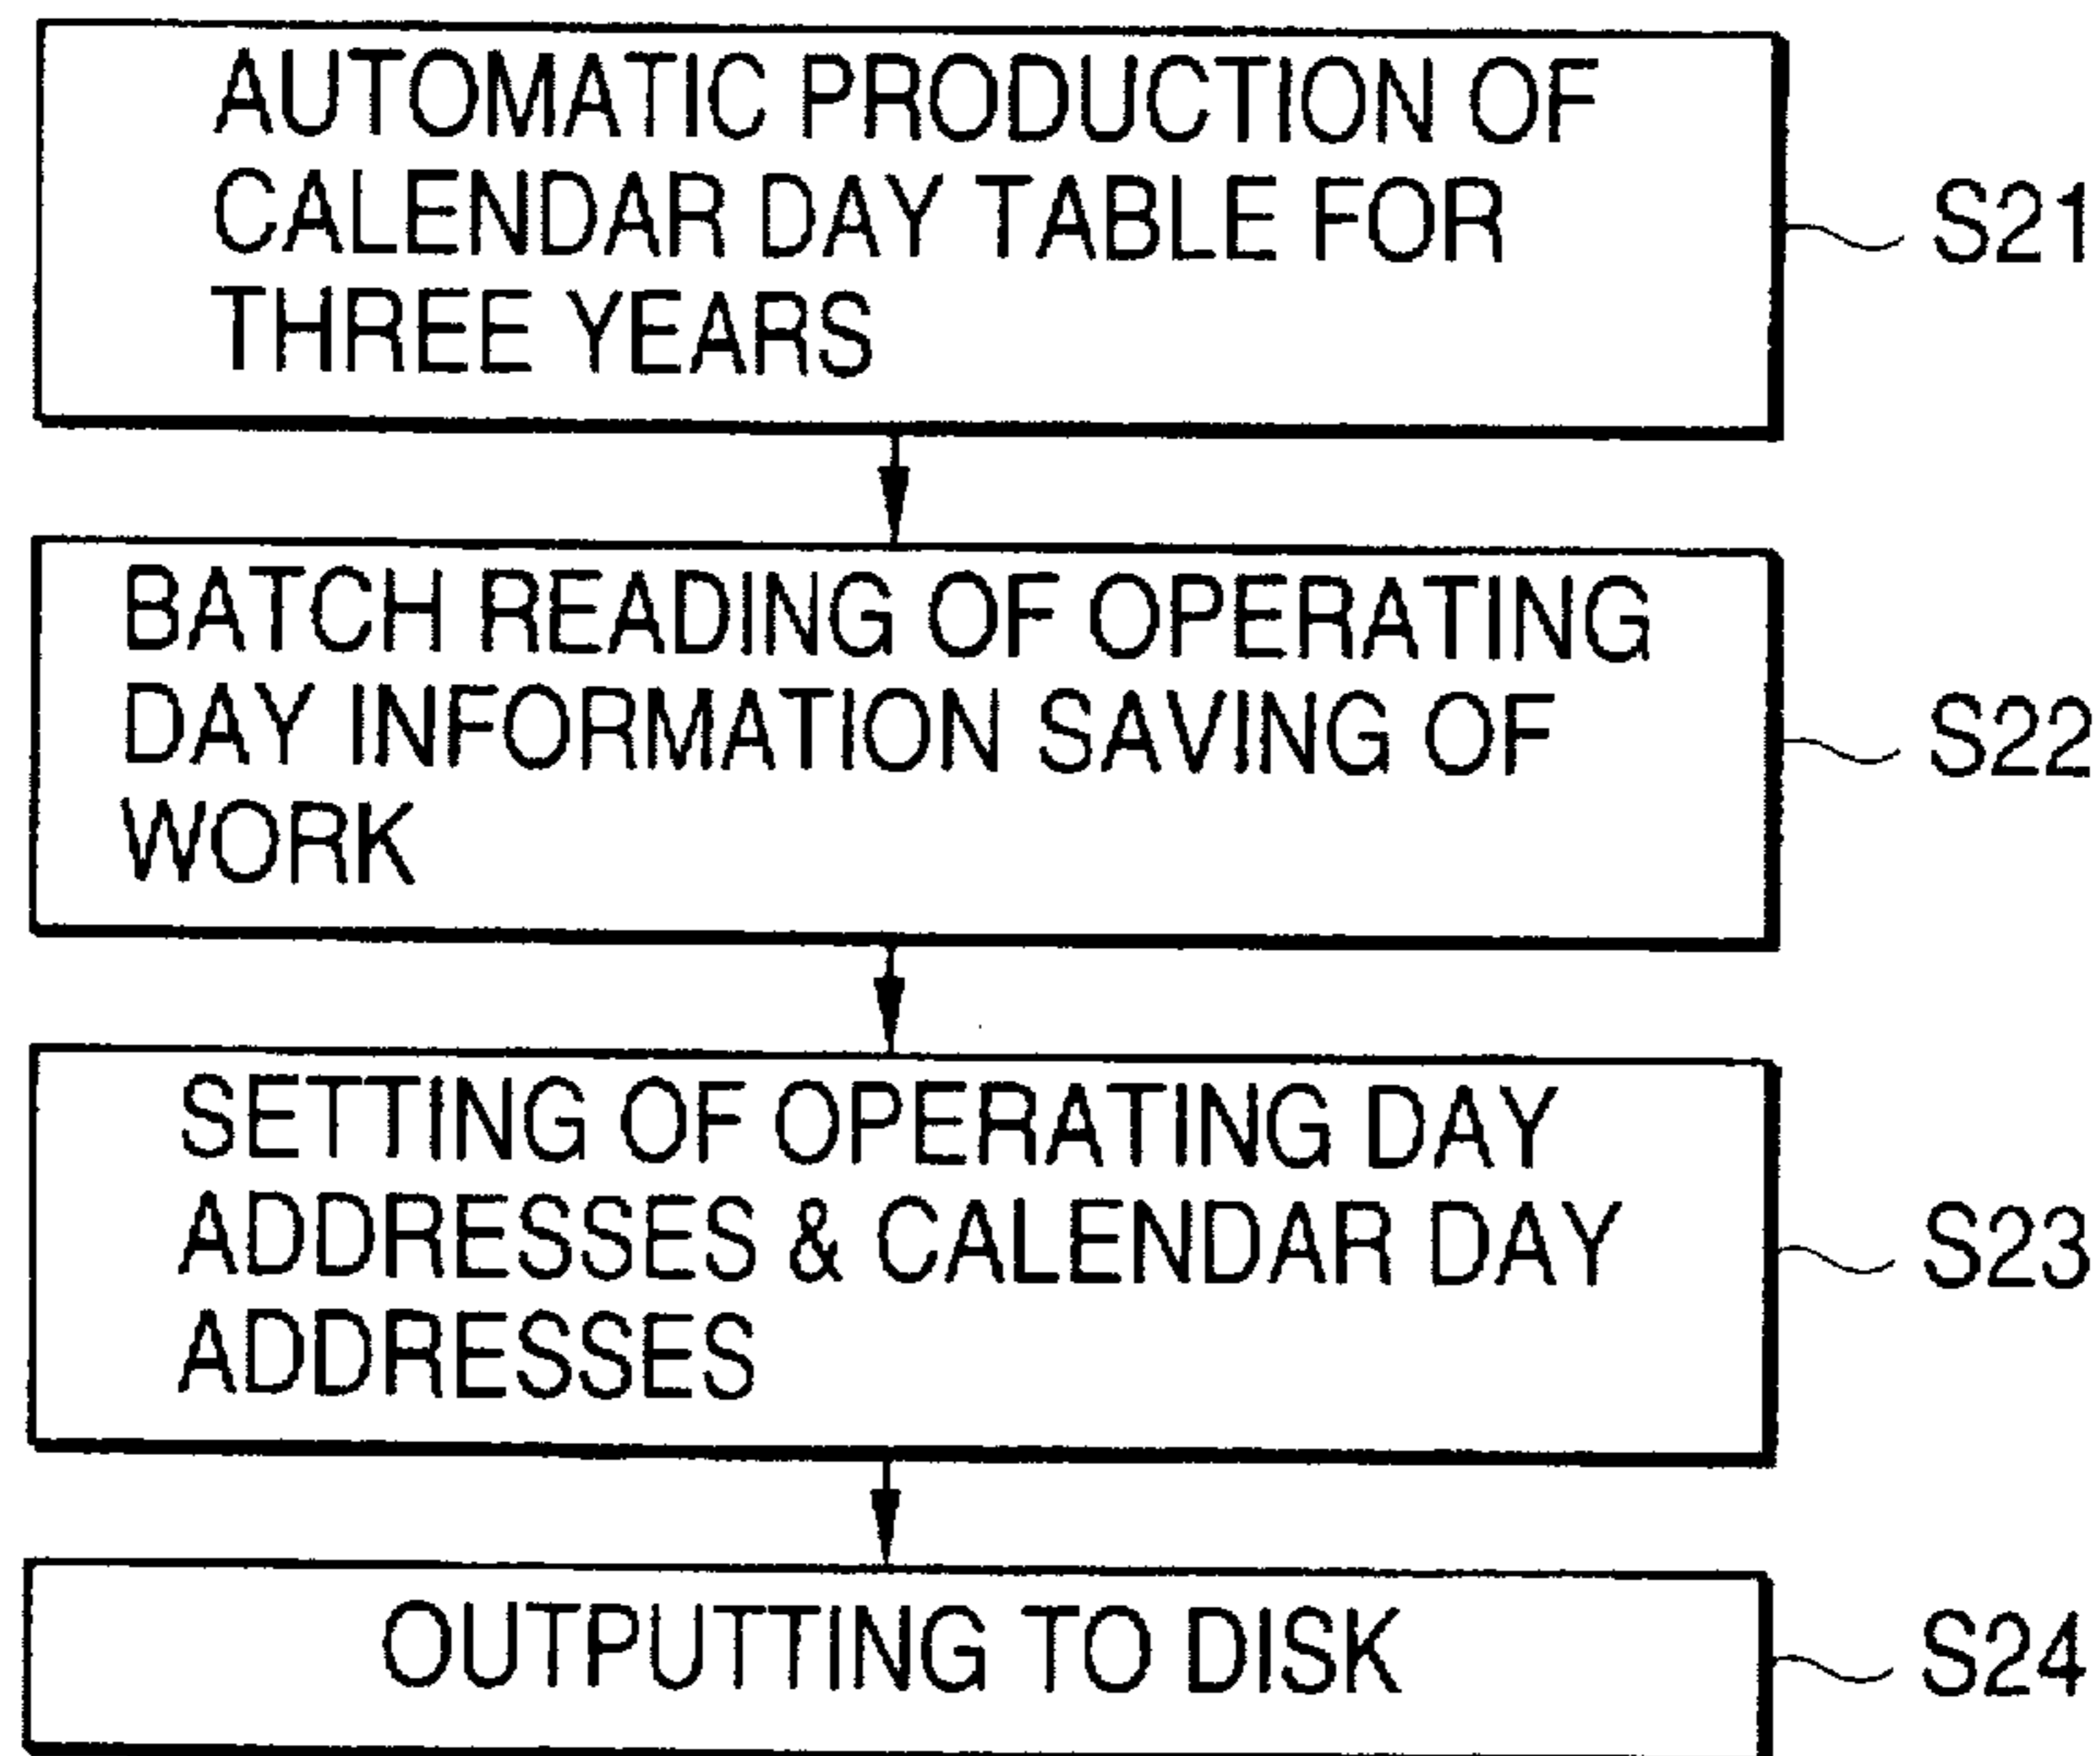 AUTOMATIC PRODUCTION OF
CALENDAR DAY TABLE FOR
THREE YEARS
S21
BATCH READING OF OPERATING
DAY INFORMATION SAVING OF
WORK
S22
SETTING OF OPERATING DAY
ADDRESSES & CALENDAR DAY
ADDRESSES
S23
OUTPUTTING TO DISK
S24